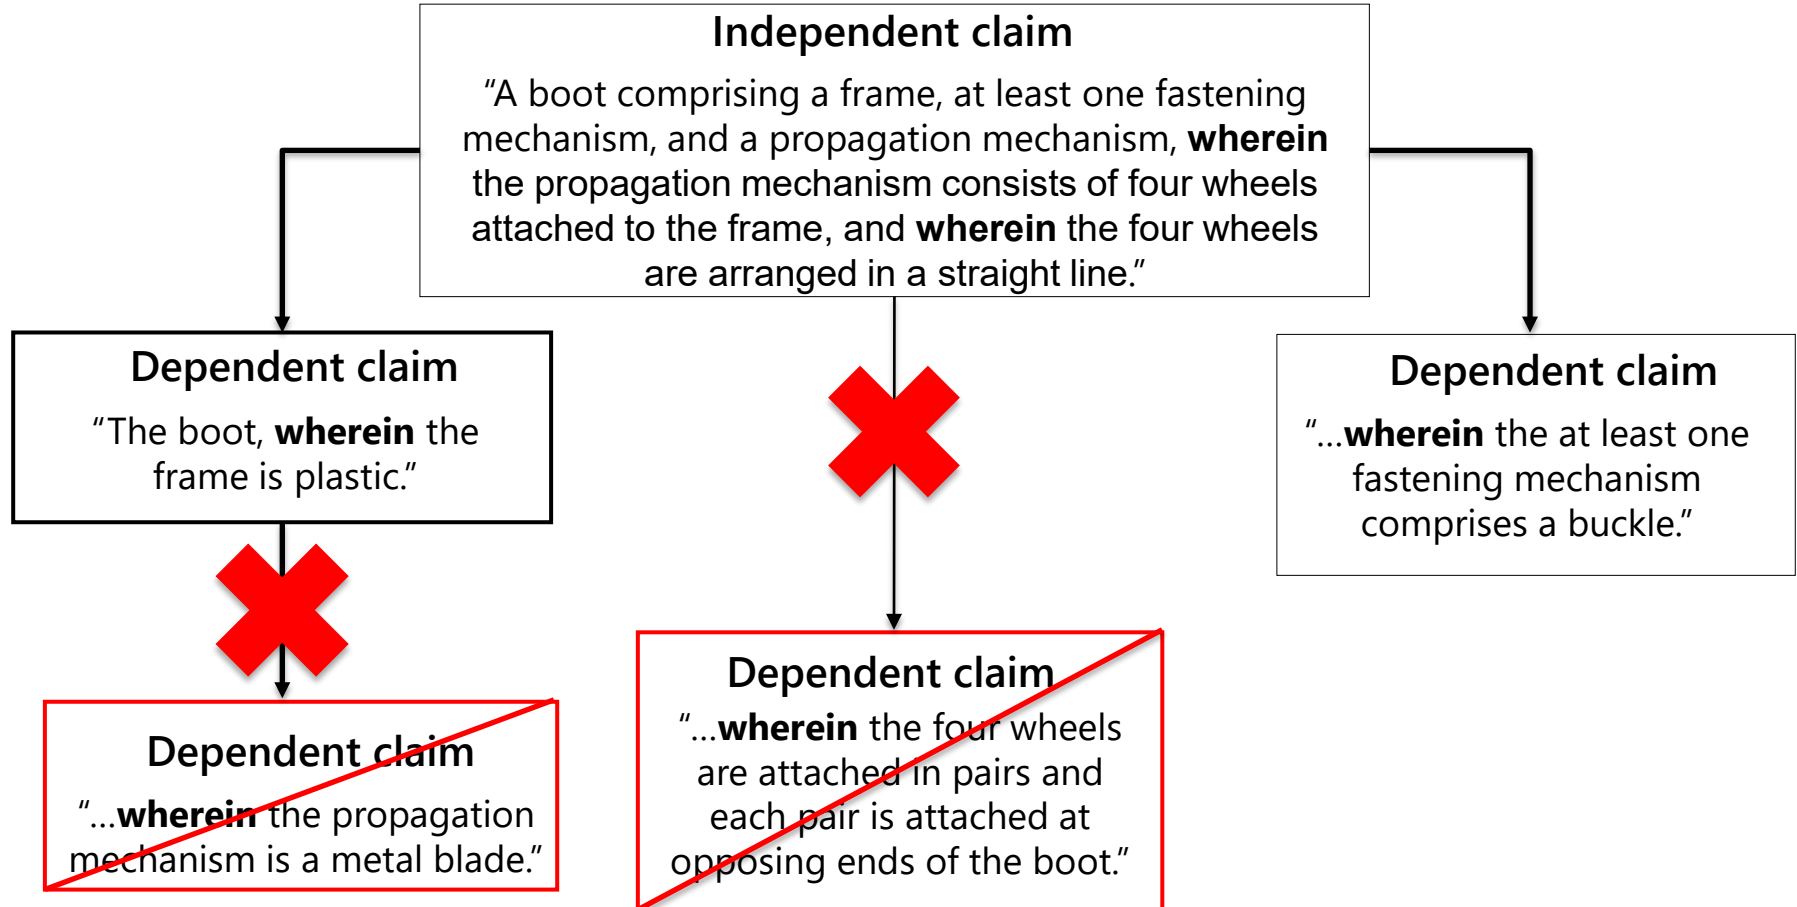 Independent claim
“A boot comprising a frame, at least one fastening
mechanism, and a propagation mechanism, wherein
the propagation mechanism consists of four wheels
attached to the frame, and wherein the four wheels
are arranged in a straight line.”
Dependent claim
“The boot, wherein the
frame is plastic.”
Dependent claim
“...wherein the at least one
fastening mechanism
comprises a buckle.”
Dependent claim
“...wherein the propagation
mechanism is a metal blade.”
Dependent claim
“...wherein the four wheels
are attached in pairs and
each pair is attached at
opposing ends of the boot.”